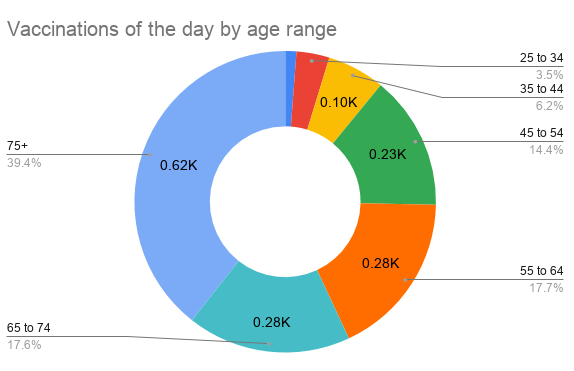 Vaccinations of the day by age range
25 to 34
3.5%
35 to 44
6.2%
0.10K
45 to 54
14.4%
0.23K
75+
39.4%
0.62K
55 to 64
17.7%
0.28K
65 to 74
17.6%
0.28K